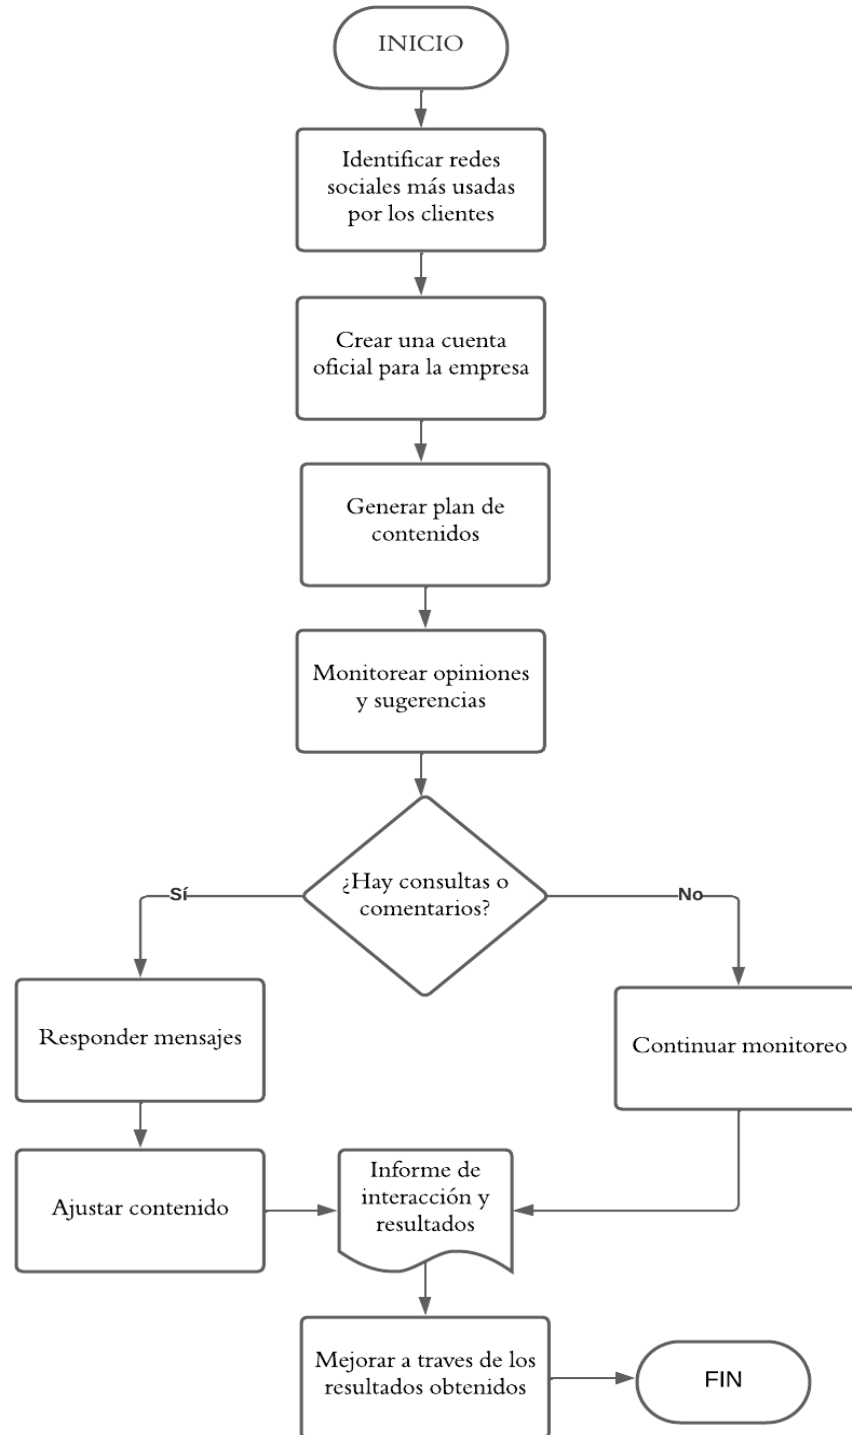 INICIO
Identificar redes
sociales más usadas
por los clientes
Crear una cuenta
oficial para la empresa
Generar plan de
contenidos
Monitorear opiniones
y sugerencias
¿Hay consultas o
comentarios?
Sí
No
Responder mensajes
Continuar monitoreo
Ajustar contenido
Informe de
interacción y
resultados
Mejorar a traves de los
resultados obtenidos
FIN